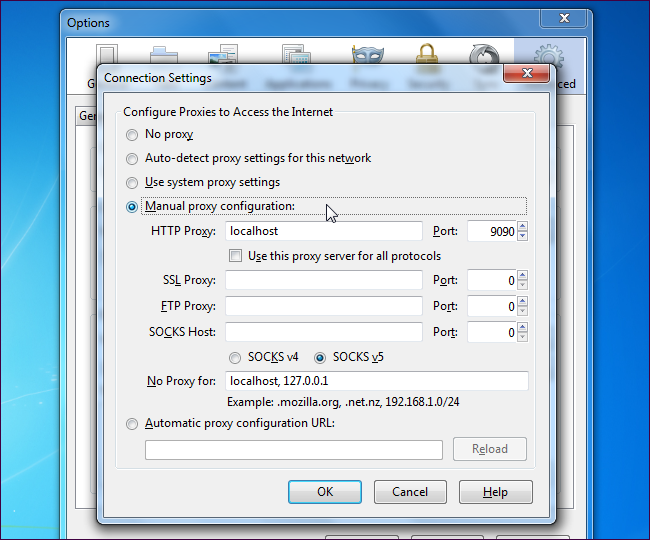 Options
Connection Settings
Configure Proxies to Access the Internet
No proxy
Auto-detect proxy settings for this network
Use system proxy settings
Manual proxy configuration:
HTTP Proxy: localhost Port: 9090
Use this proxy server for all protocols
SSL Proxy: Port: 0
FTP Proxy: Port: 0
SOCKS Host: Port: 0
SOCKS v4 SOCKS v5
No Proxy for: localhost, 127.0.0.1
Example: .mozilla.org, .net.nz, 192.168.1.0/24
Automatic proxy configuration URL:
Reload
OK Cancel Help